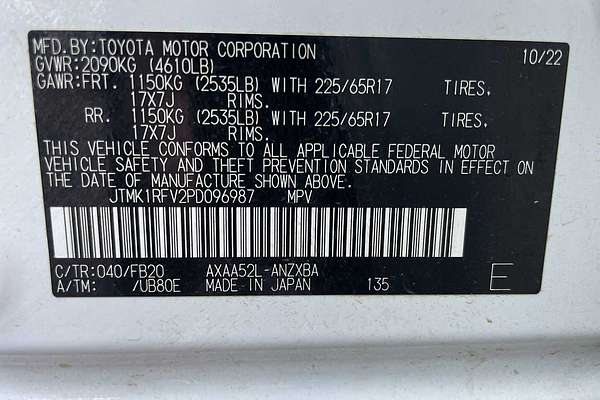 MFD.BY:TOYOTA MOTOR CORPORATION 10/22
GVWR:2090KG (4610LB)
GAWR:FRT. 1150KG (2535LB) WITH 225/65R17 TIRES.
17X7J RIMS.
RR. 1150KG (2535LB) WITH 225/65R17 TIRES.
17X7J RIMS.
THIS VEHICLE CONFORMS TO ALL APPLICABLE FEDERAL MOTOR
VEHICLE SAFETY AND THEFT PREVENTION STANDARDS IN EFFECT ON
THE DATE OF MANUFACTURE SHOWN ABOVE.
JTMK1RFV2PD096987 MPV
C/TR:040/FB20 AXAA52L-ANZXBA
A/TM: /UB80E MADE IN JAPAN 135 E